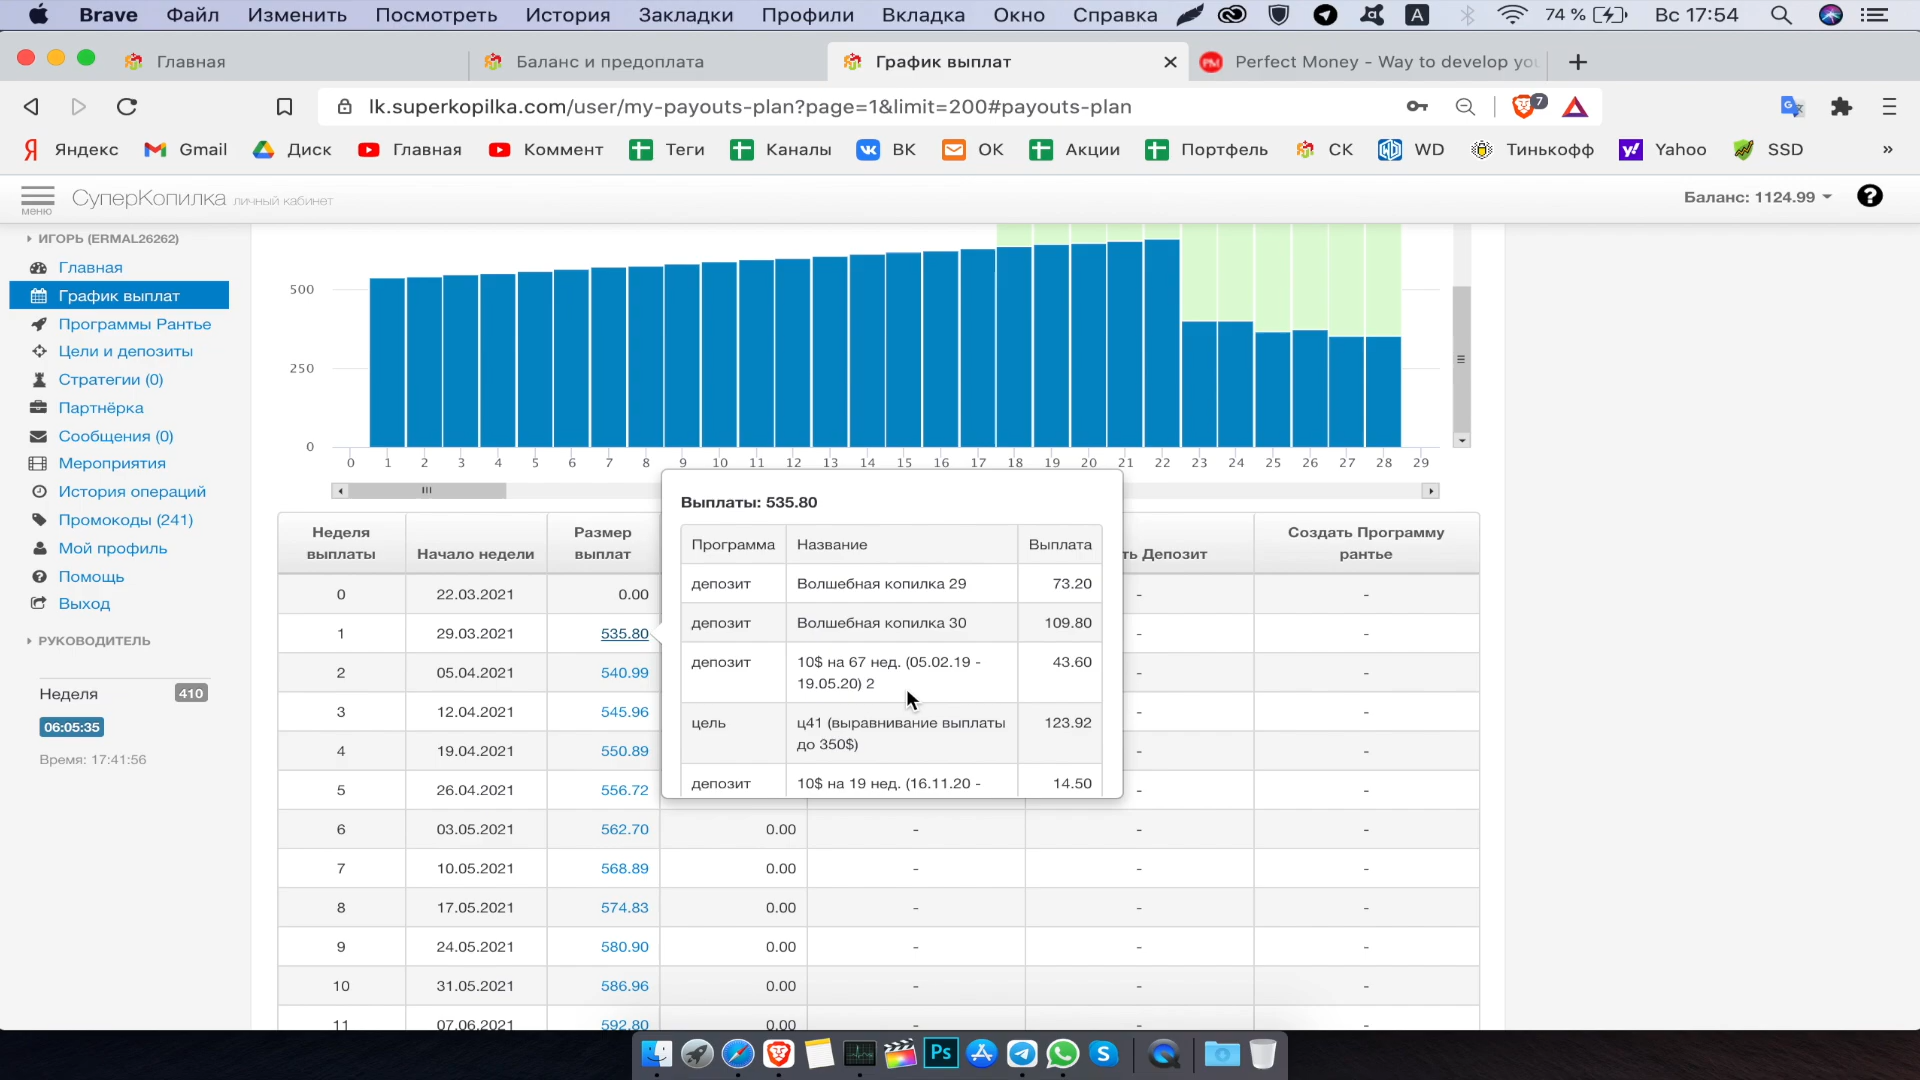 Brave Файл Изменить Посмотреть История Закладки Профили Вкладка Окно Справка 74 % Вс 17:54
Главная Баланс и предоплата График выплат Perfect Money - Way to develop you
lk.superkopilka.com/user/my-payouts-plan?page=1&limit=200#payouts-plan 7
Яндекс Gmail Диск Главная Коммент Теги Каналы ВК ОК Акции Портфель СК WD Тинькофф Yahoo SSD »
меню СуперКопилка личный кабинет Баланс: 1124.99
ИГОРЬ (ERMAL26262)
Главная
График выплат
Программы Рантье
Цели и депозиты
Стратегии (0)
Партнёрка
Сообщения (0)
Мероприятия
История операций
Промокоды (241)
Мой профиль
Помощь
Выход
РУКОВОДИТЕЛЬ
Неделя 410
06:05:35
Время: 17:41:56
500
250
0
0 1 2 3 4 5 6 7 8 9 10 11 12 13 14 15 16 17 18 19 20 21 22 23 24 25 26 27 28 29
Неделя выплаты Начало недели Размер выплат ть Депозит Создать Программу рантье
0 22.03.2021 0.00 - -
1 29.03.2021 535.80 - -
2 05.04.2021 540.99 - -
3 12.04.2021 545.96 - -
4 19.04.2021 550.89 - -
5 26.04.2021 556.72 - -
6 03.05.2021 562.70 0.00 - - -
7 10.05.2021 568.89 0.00 - - -
8 17.05.2021 574.83 0.00 - - -
9 24.05.2021 580.90 0.00 - - -
10 31.05.2021 586.96 0.00 - - -
11 07.06.2021 592.80 0.00
Выплаты: 535.80
Программа Название Выплата
депозит Волшебная копилка 29 73.20
депозит Волшебная копилка 30 109.80
депозит 10$ на 67 нед. (05.02.19 - 43.60
19.05.20) 2
цель ц41 (выравнивание выплаты 123.92
до 350$)
депозит 10$ на 19 нед. (16.11.20 - 14.50